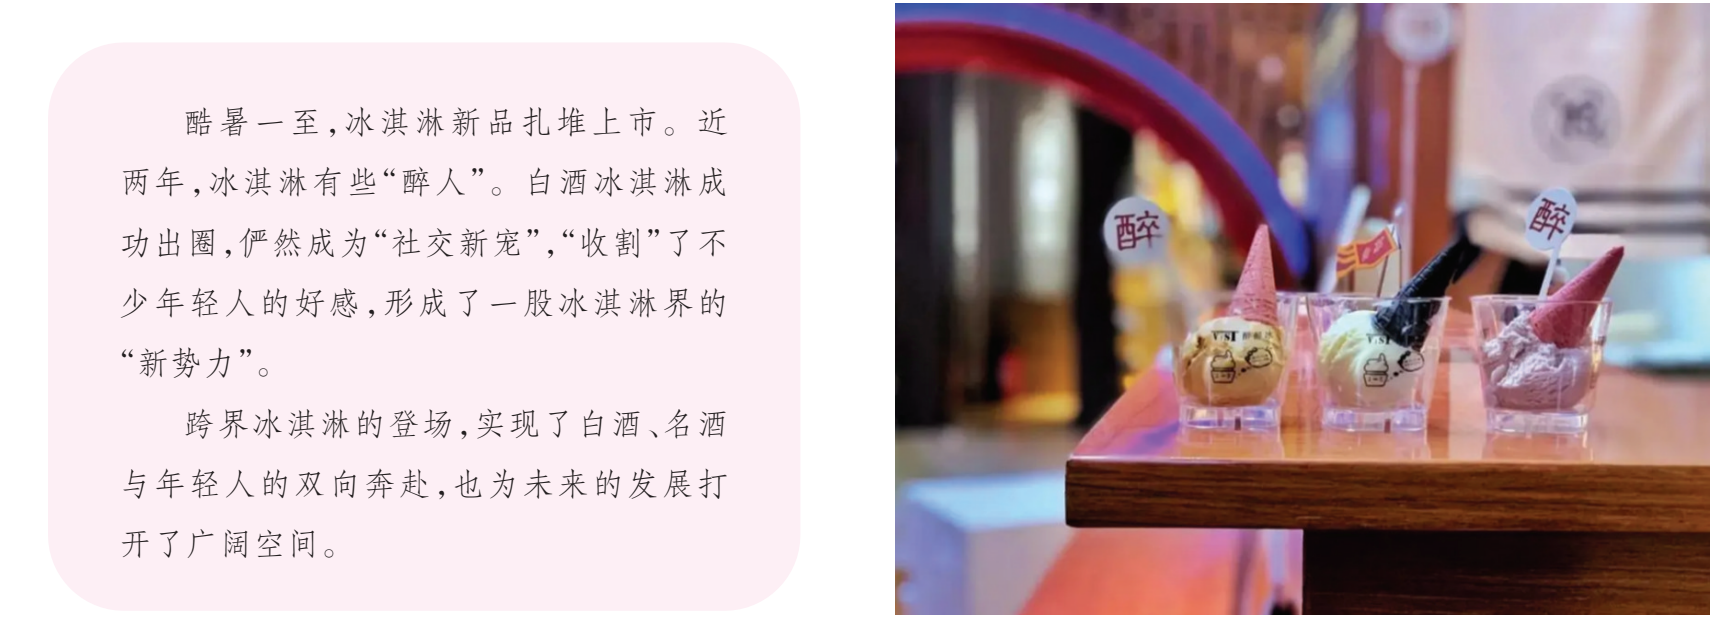 酷暑一至,冰淇淋新品扎堆上市。近
两年,冰淇淋有些“醉人”。白酒冰淇淋成
功出圈,俨然成为“社交新宠”,“收割”了不
少年轻人的好感,形成了一股冰淇淋界的
“新势力”。
跨界冰淇淋的登场,实现了白酒、名酒
与年轻人的双向奔赴,也为未来的发展打
开了广阔空间。
醉
醉